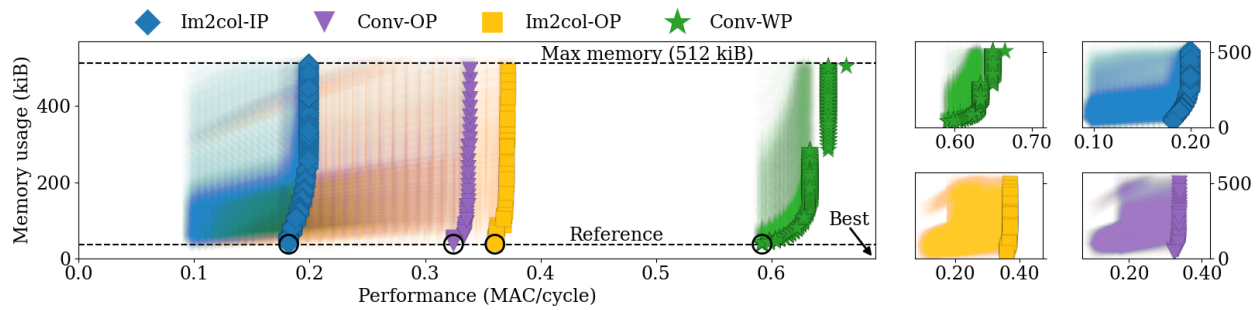 Im2col-IP Conv-OP Im2col-OP Conv-WP
Max memory (512 kiB)
Memory usage (kiB)
400
200
0
Reference
Best
0.0 0.1 0.2 0.3 0.4 0.5 0.6
Performance (MAC/cycle)
0.60 0.70
500
0
0.10 0.20
0.20 0.40
500
0
0.20 0.40